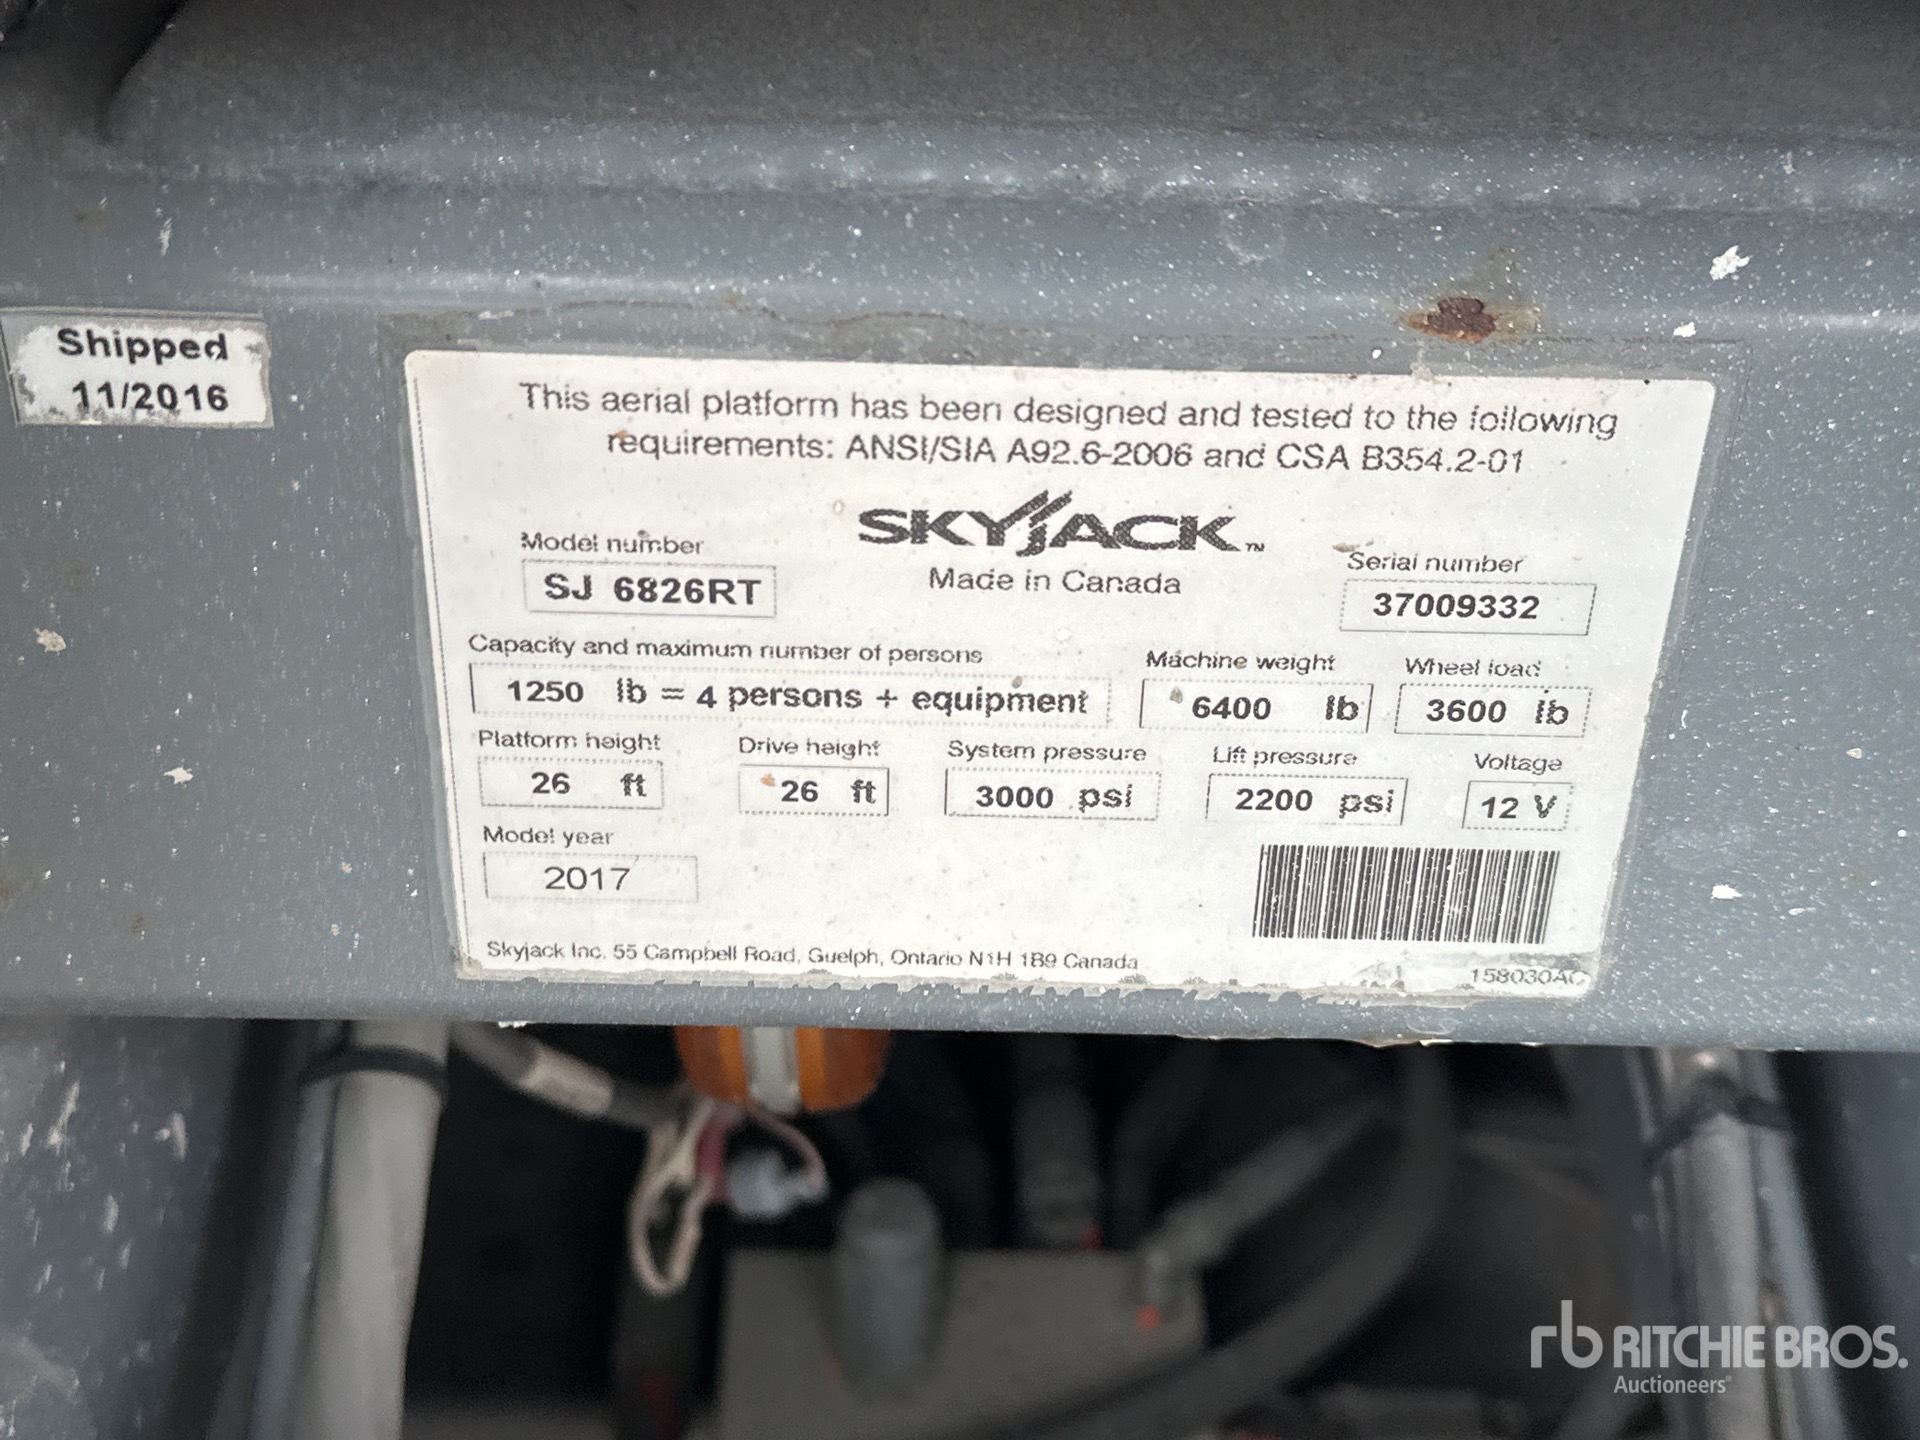 Shipped
11/2016
This aerial platform has been designed and tested to the following
requirements: ANSI/SIA A92.6-2006 and CSA B354.2-01
SKYJACK™
Made in Canada
Model number
SJ 6826RT
Serial number
37009332
Capacity and maximum number of persons
1250 lb = 4 persons + equipment
Machine weight
6400 lb
Wheel load
3600 lb
Platform height
26 ft
Drive height
26 ft
System pressure
3000 psi
Lift pressure
2200 psi
Voltage
12 V
Model year
2017
Skyjack Inc. 55 Campbell Road, Guelph, Ontario N1H 1B9 Canada
158030AC
rb RITCHIE BROS.
Auctioneers